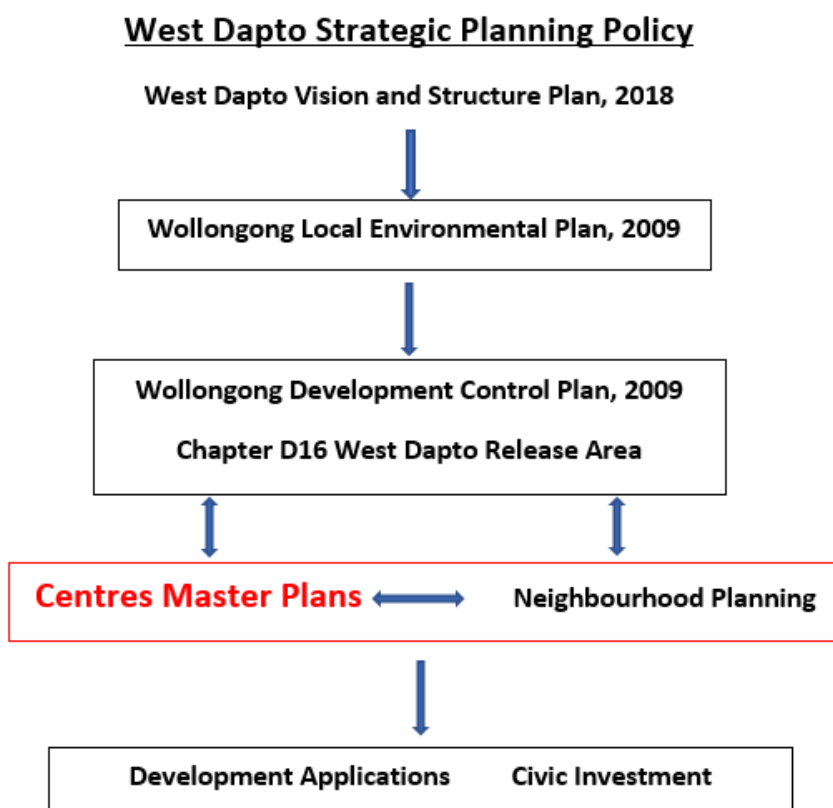 West Dapto Strategic Planning Policy
West Dapto Vision and Structure Plan, 2018
Wollongong Local Environmental Plan, 2009
Wollongong Development Control Plan, 2009
Chapter D16 West Dapto Release Area
Centres Master Plans Neighbourhood Planning
Development Applications Civic Investment